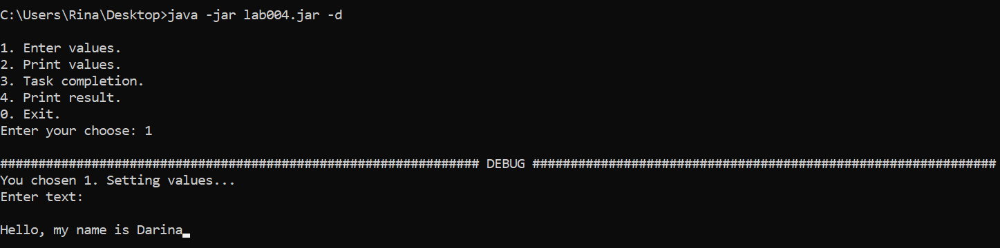 C:\Users\Rina\Desktop>java -jar lab004.jar -d
1. Enter values.
2. Print values.
3. Task completion.
4. Print result.
0. Exit.
Enter your choose: 1
############################################################### DEBUG #############################################################
You chosen 1. Setting values...
Enter text:
Hello, my name is Darina